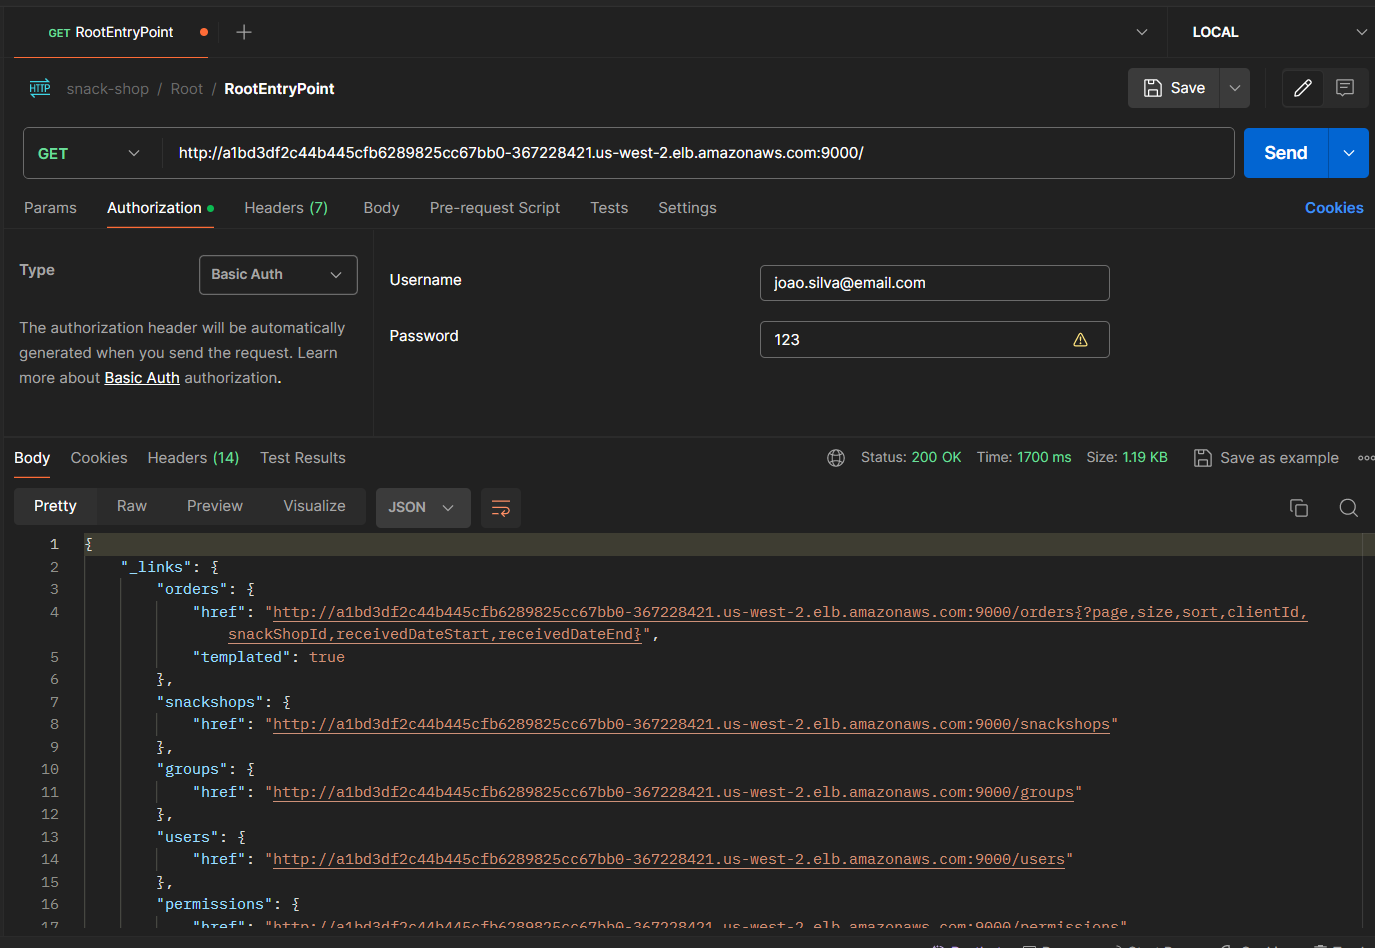 GET RootEntryPoint
LOCAL
HTTP snack-shop / Root / RootEntryPoint
Save
GET http://a1bd3df2c44b445cfb6289825cc67bb0-367228421.us-west-2.elb.amazonaws.com:9000/
Send
Params Authorization Headers (7) Body Pre-request Script Tests Settings Cookies
Type
Basic Auth
The authorization header will be automatically
generated when you send the request. Learn
more about Basic Auth authorization.
Username
joao.silva@email.com
Password
123
Body Cookies Headers (14) Test Results
Status: 200 OK Time: 1700 ms Size: 1.19 KB Save as example
Pretty Raw Preview Visualize JSON
1 {
2 "_links": {
3 "orders": {
4 "href": "http://a1bd3df2c44b445cfb6289825cc67bb0-367228421.us-west-2.elb.amazonaws.com:9000/orders{?page,size,sort,clientId,
snackShopId,receivedDateStart,receivedDateEnd}",
5 "templated": true
6 },
7 "snackshops": {
8 "href": "http://a1bd3df2c44b445cfb6289825cc67bb0-367228421.us-west-2.elb.amazonaws.com:9000/snackshops"
9 },
10 "groups": {
11 "href": "http://a1bd3df2c44b445cfb6289825cc67bb0-367228421.us-west-2.elb.amazonaws.com:9000/groups"
12 },
13 "users": {
14 "href": "http://a1bd3df2c44b445cfb6289825cc67bb0-367228421.us-west-2.elb.amazonaws.com:9000/users"
15 },
16 "permissions": {
17 "href": "http://a1bd3df2c44b445cfb6289825cc67bb0-367228421.us-west-2.elb.amazonaws.com:9000/permissions"